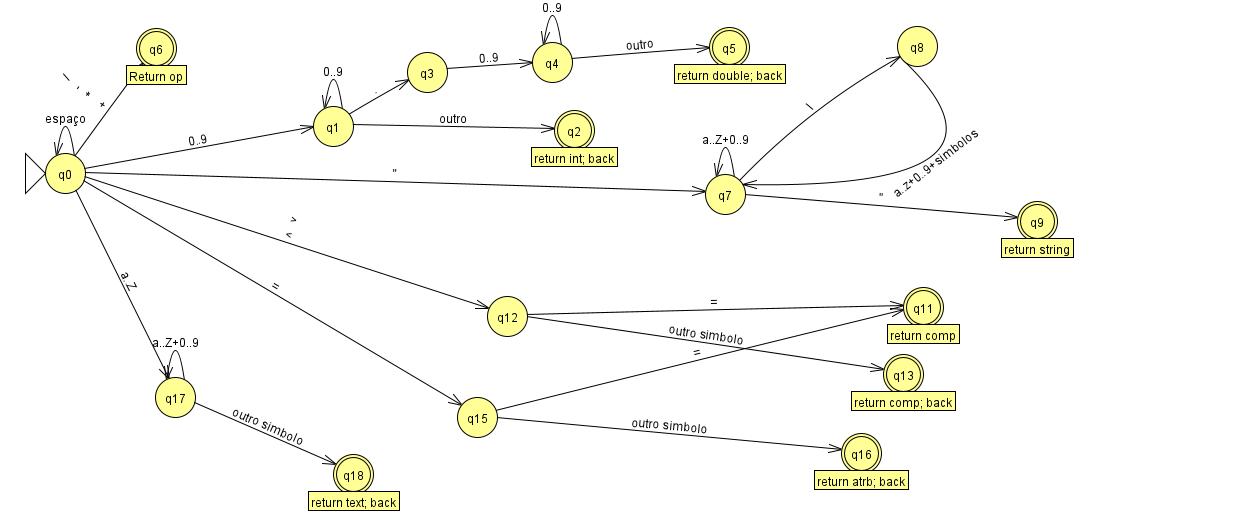 0..9
q6
q8
outro
/
Return op
0..9
q3
q4
q5
return double; back
-
*
+
0..9
.
espaço
q1
outro
q2
0..9
return int; back
/
a..Z+0..9
q0
"
q7
" a..z+0..9+simbolos
>
<
q9
return string
a.Z
=
q12
=
q11
outro simbolo
return comp
a..Z+0..9
=
q13
return comp; back
q17
q15
outro simbolo
outro simbolo
q16
q18
return atrb; back
return text; back